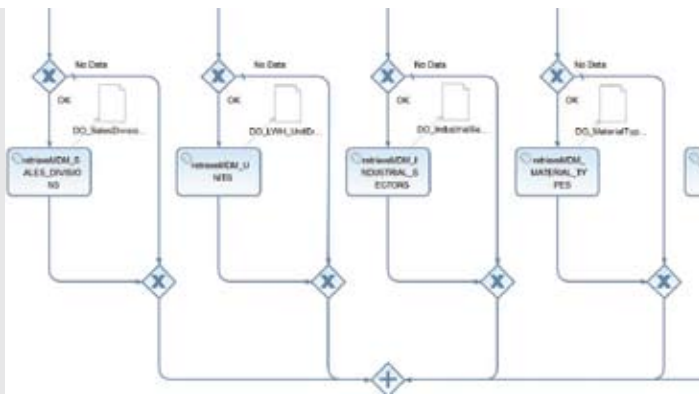 No Data
No Data
No Data
No Data
OK
OK
OK
OK
DO_SalesDivisio...
DO_IndustrialSe...
DO_MaterialTyp...
retrieveMDM_S
ALES_DIVISIO
NS
retrieveMDM_U
NITS
retrieveMDM_I
NDUSTRIAL_S
ECTORS
retrieveMDM_
MATERIAL_TY
PES